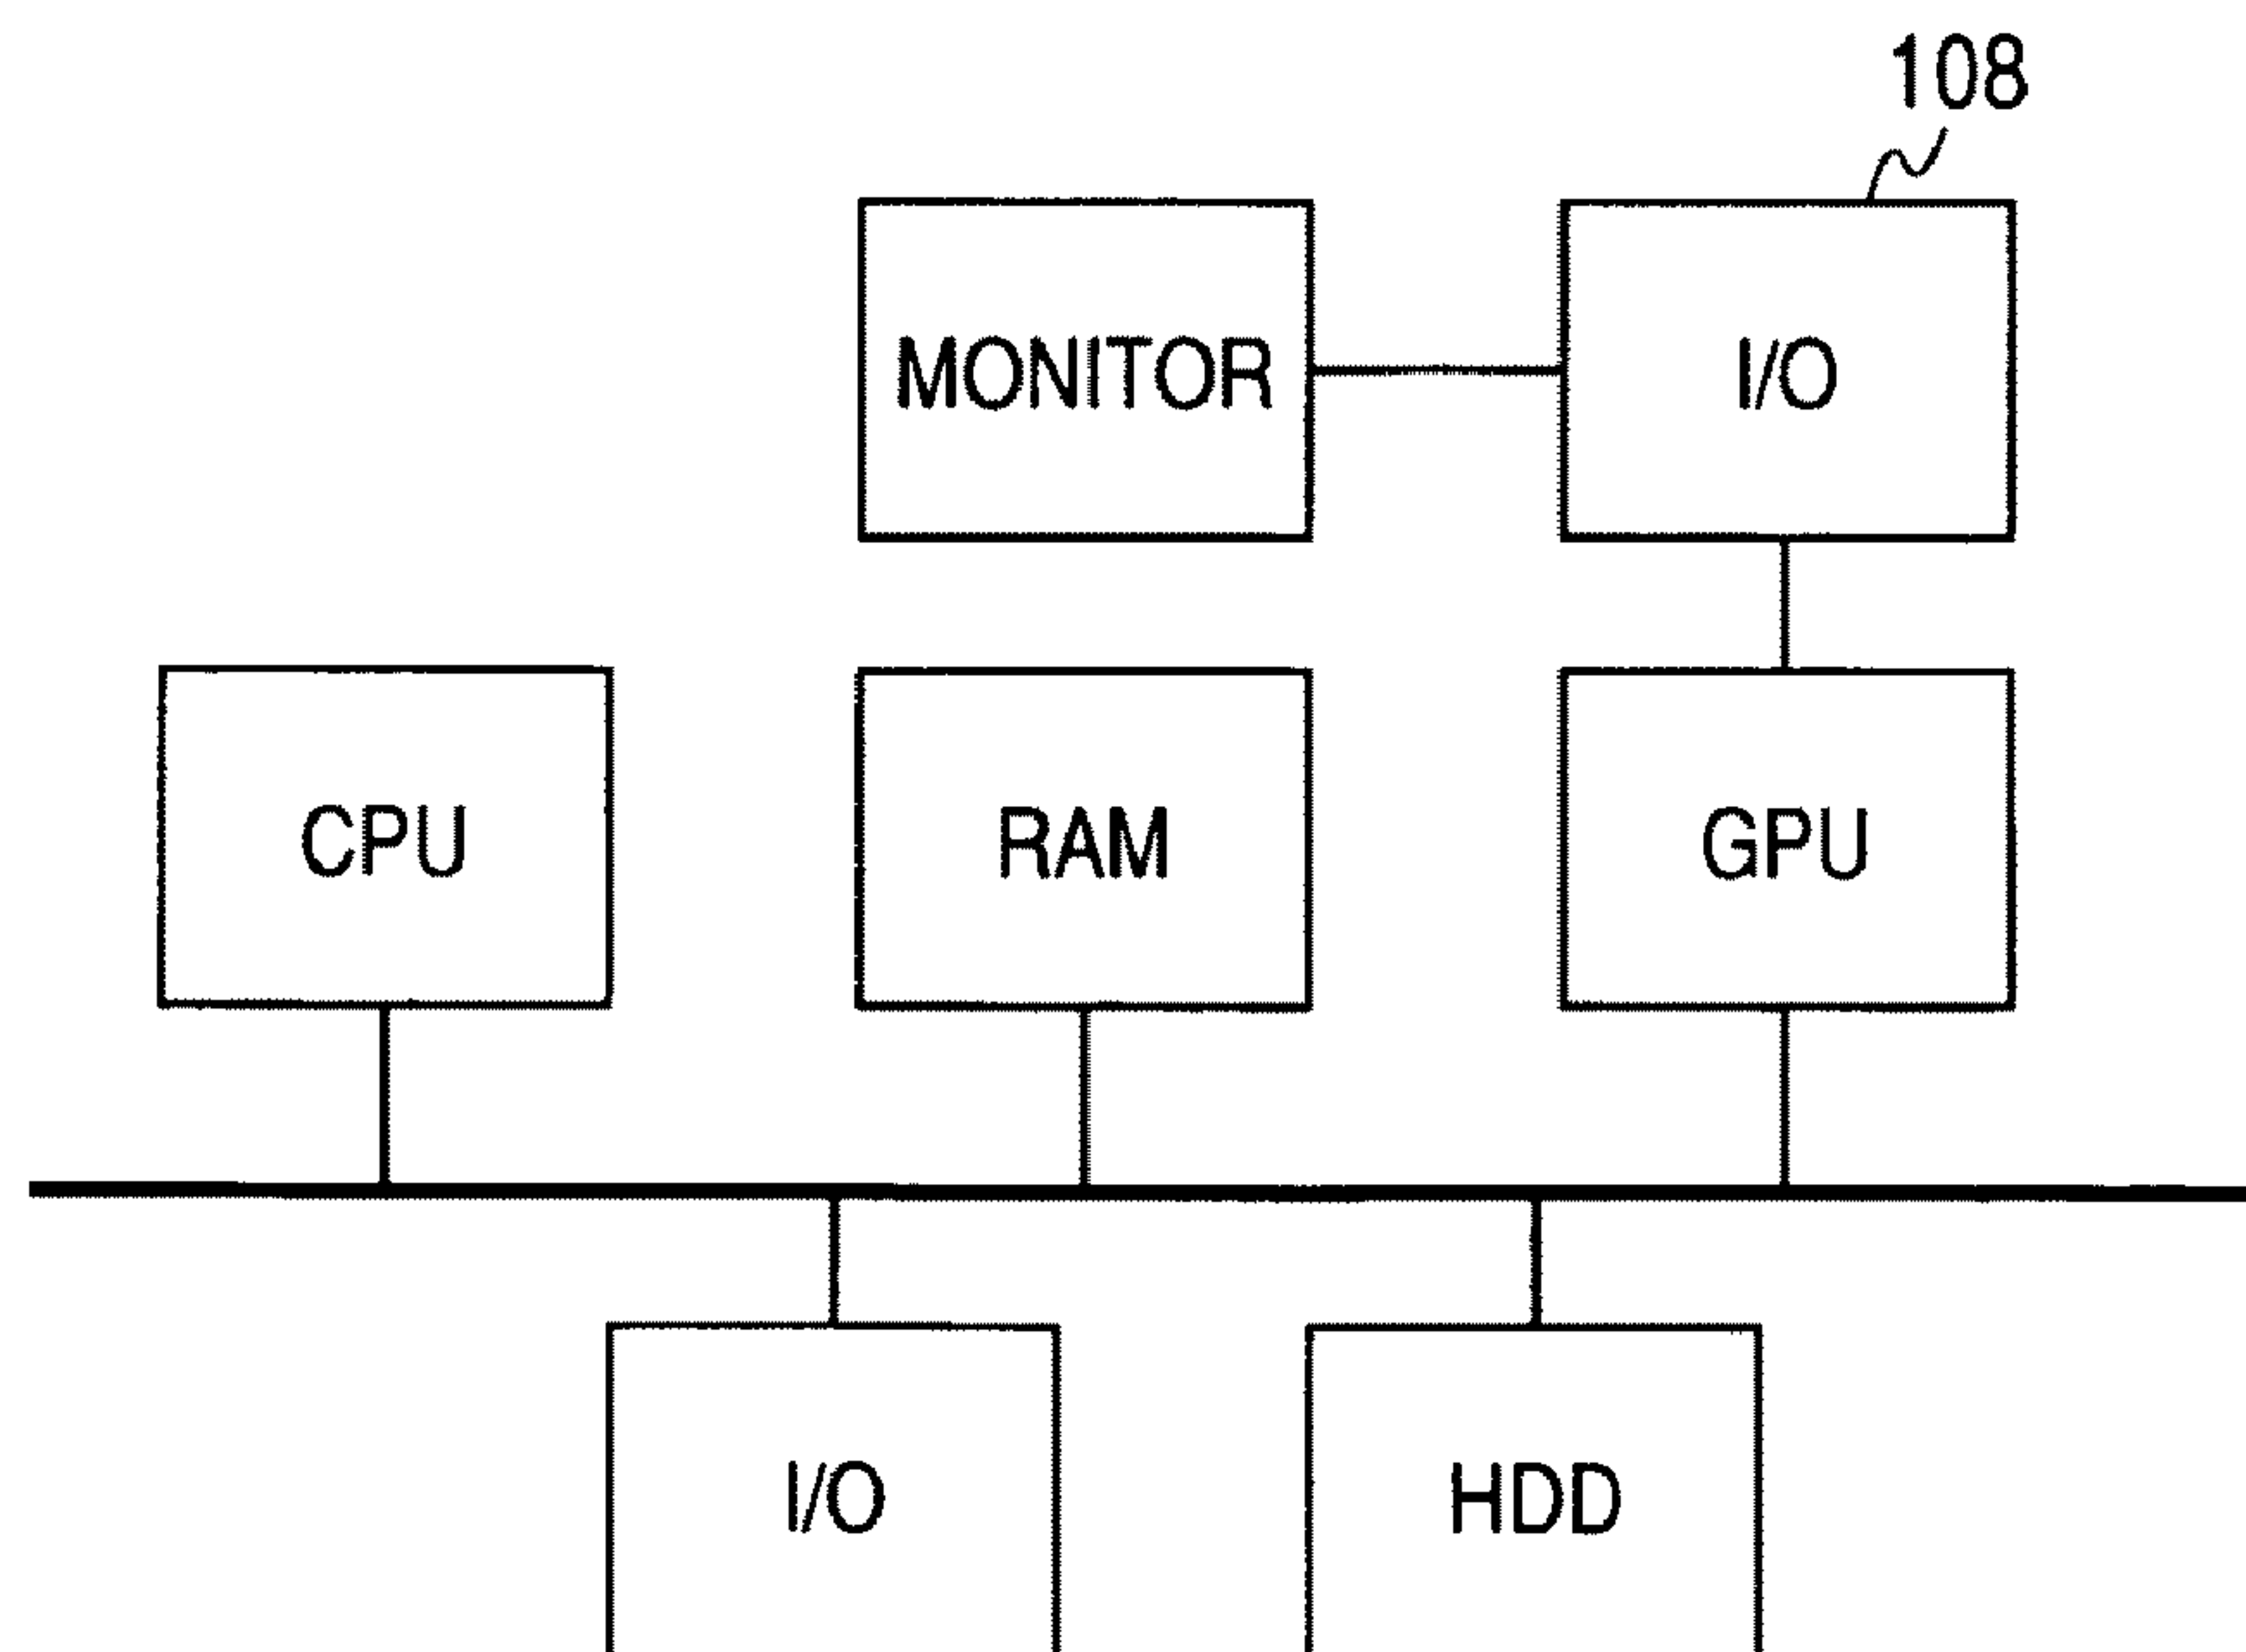 108
MONITOR
I/O
CPU
RAM
GPU
I/O
HDD